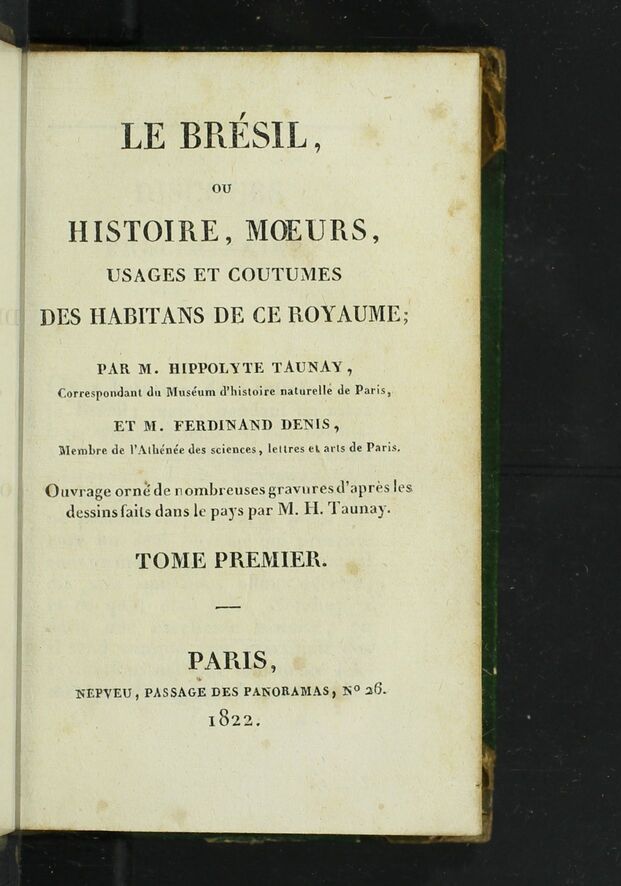 LE BRÉSIL,
OU
HISTOIRE, MŒURS,
USAGES ET COUTUMES
DES HABITANS DE CE ROYAUME;
PAR M. HIPPOLYTE TAUNAY,
Correspondant du Muséum d'histoire naturelle de Paris,
ET M. FERDINAND DENIS,
Membre de l'Athénée des sciences, lettres et arts de Paris.
Ouvrage orné de nombreuses gravures d'après les
dessins faits dans le pays par M. H. Taunay.
TOME PREMIER.
PARIS,
NEPVEU, PASSAGE DES PANORAMAS, Nº 26.
1822.